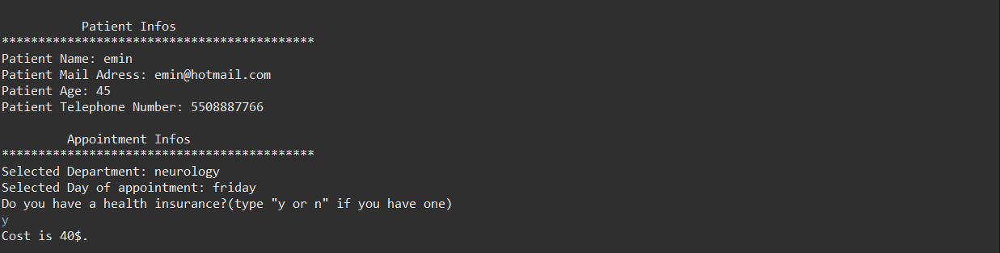 Patient Infos
*******************************************
Patient Name: emin
Patient Mail Adress: emin@hotmail.com
Patient Age: 45
Patient Telephone Number: 5508887766
Appointment Infos
*******************************************
Selected Department: neurology
Selected Day of appointment: friday
Do you have a health insurance?(type "y or n" if you have one)
y
Cost is 40$.